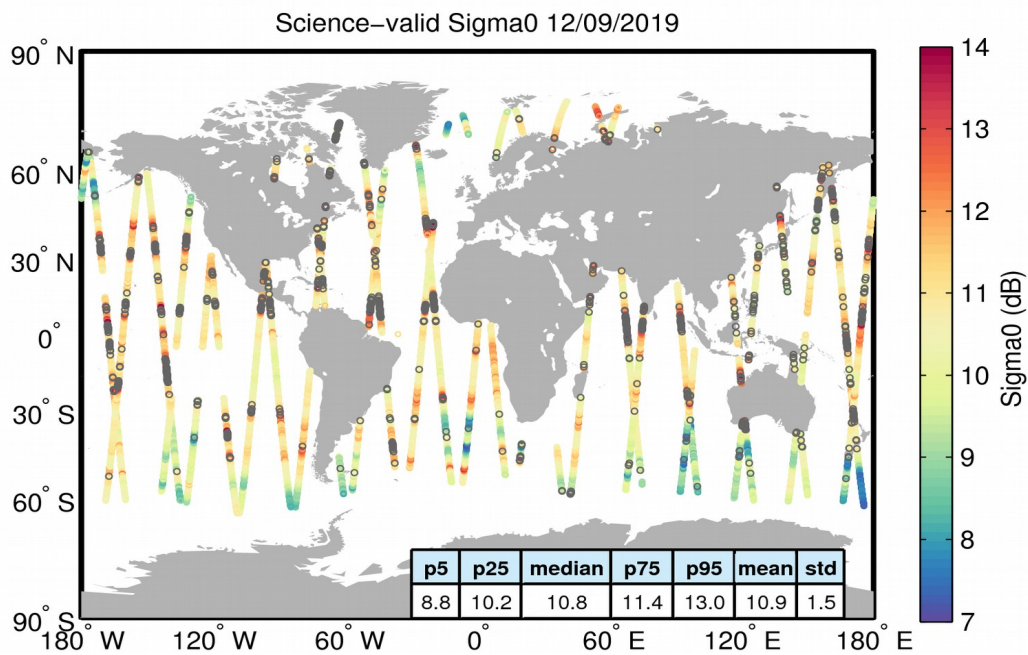 Science−valid Sigma0 12/09/2019
90° N
60° N
30° N
0°
30° S
60° S
90° S
180° W
120° W
60° W
0°
60° E
120° E
180° E
p5 p25 median p75 p95 mean std
8.8 10.2 10.8 11.4 13.0 10.9 1.5
14
13
12
11
10
9
8
7
Sigma0 (dB)